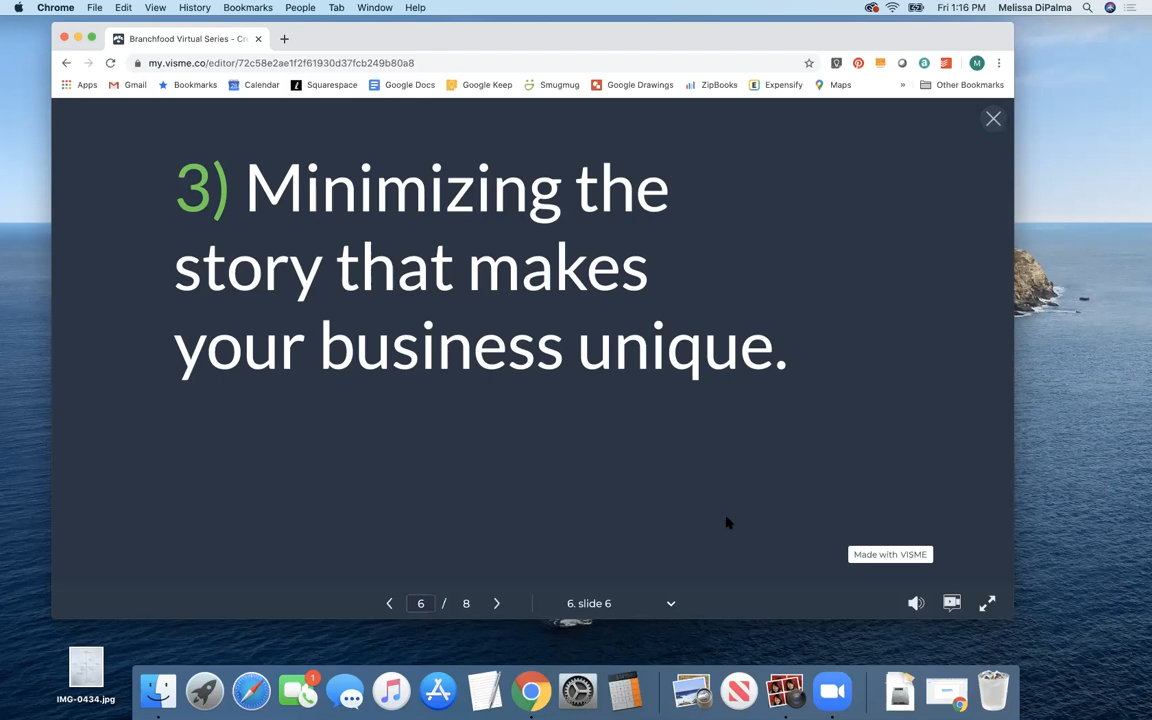 Chrome File Edit View History Bookmarks People Tab Window Help Fri 1:16 PM Melissa DiPalma
Branchfood Virtual Series - Cr
my.visme.co/editor/72c58e2ae1f2f61930d37fcb249b80a8
Apps Gmail Bookmarks Calendar Squarespace Google Docs Google Keep Smugmug Google Drawings ZipBooks Expensify Maps » Other Bookmarks
3) Minimizing the
story that makes
your business unique.
Made with VISME
6 / 8 6. slide 6
IMG-0434.jpg
1